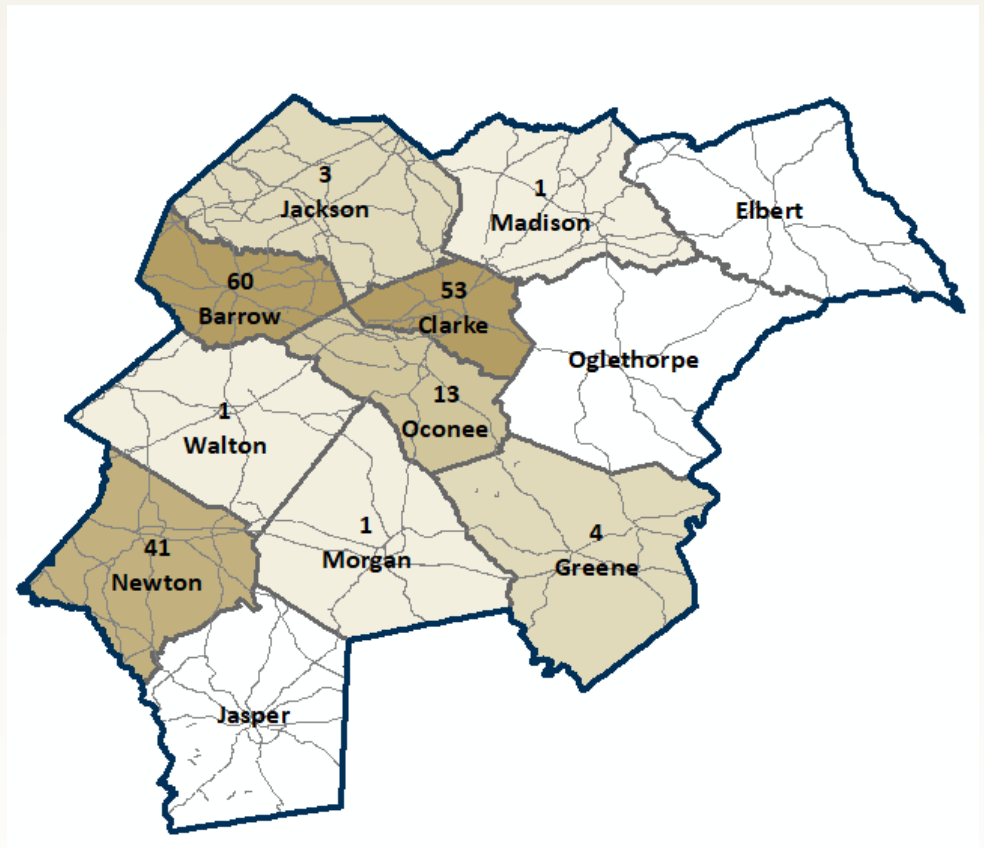 3
Jackson
1
Madison
Elbert
60
Barrow
53
Clarke
Oglethorpe
13
Oconee
1
Walton
1
Morgan
4
Greene
41
Newton
Jasper